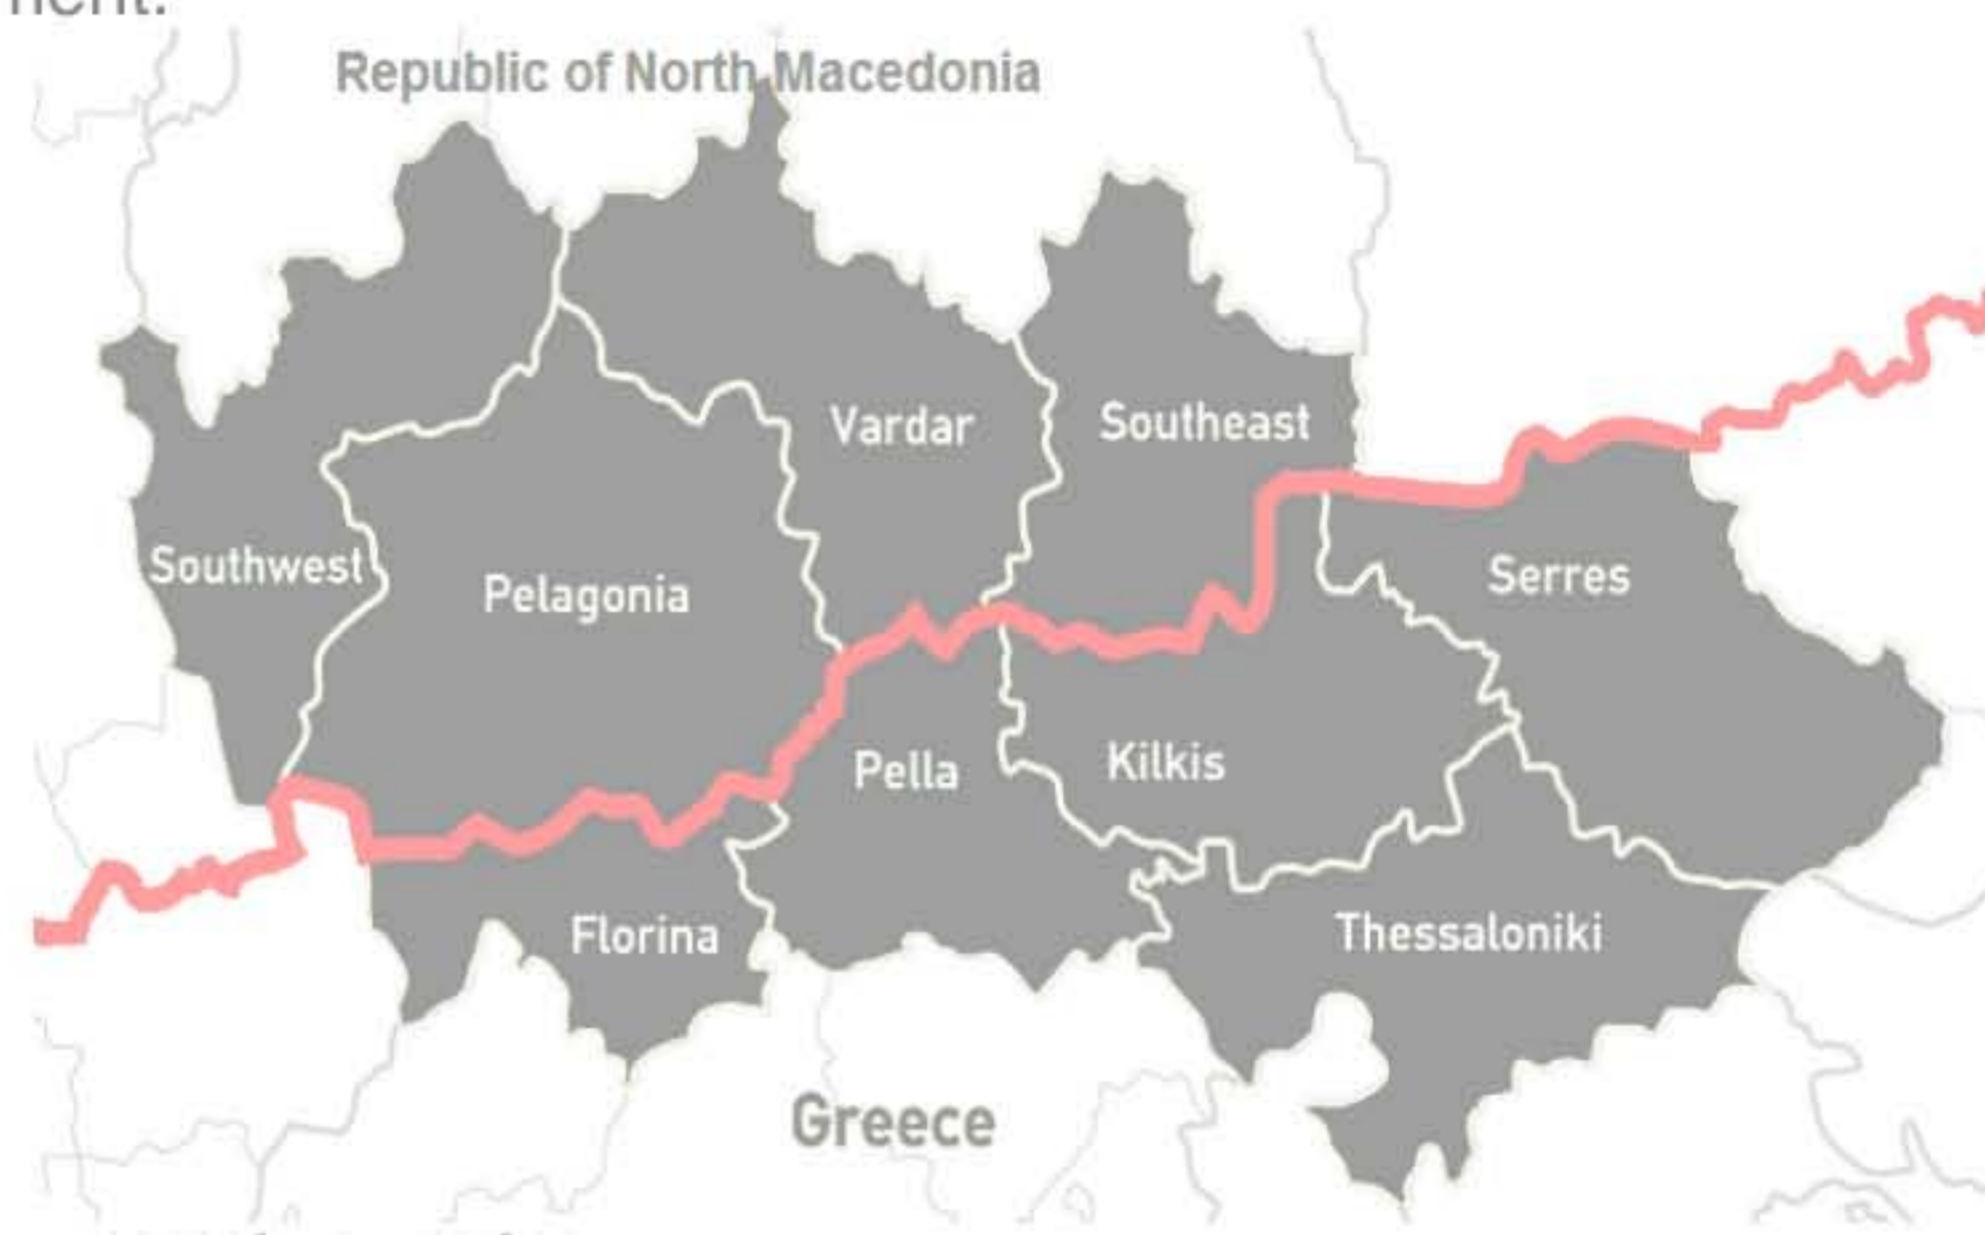 Republic of North Macedonia
Vardar
Southeast
Southwest
Pelagonia
Serres
Pella
Kilkis
Florina
Thessaloniki
Greece